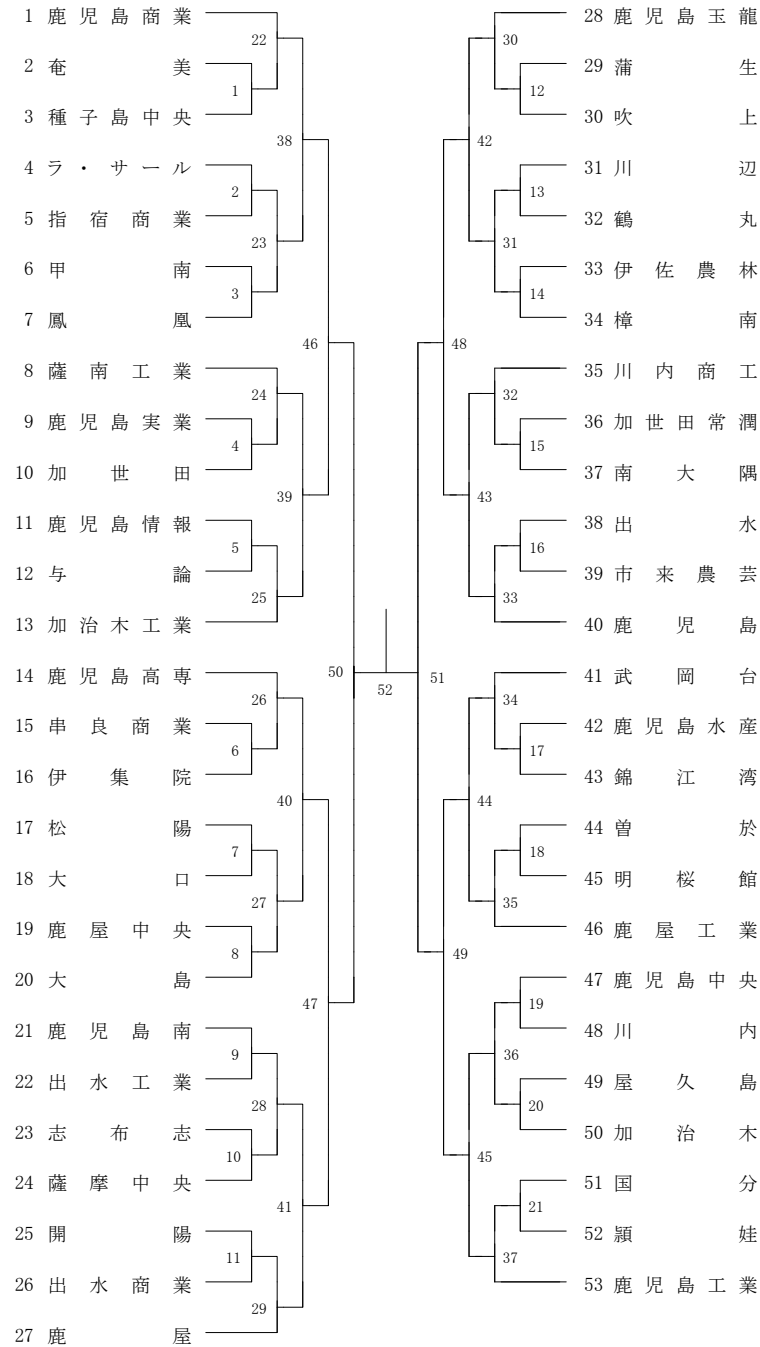 1 鹿児島商業
2 奄美
3 種子島中央
4 ラ・サール
5 指宿商業
6 甲南
7 鳳凰
8 薩南工業
9 鹿児島実業
10 加世田
11 鹿児島情報
12 与論
13 加治木工業
14 鹿児島高専
15 串良商業
16 伊集院
17 松陽
18 大口
19 鹿屋中央
20 大島
21 鹿児島南
22 出水工業
23 志布志
24 薩摩中央
25 開陽
26 出水商業
27 鹿屋
22
1
38
2
23
3
46
24
4
39
5
25
50
26
6
40
7
27
8
47
9
28
10
41
11
29
52
30
12
42
13
31
14
48
32
15
43
16
33
51
34
17
44
18
35
49
19
36
20
45
21
37
28 鹿児島玉龍
29 蒲生
30 吹上
31 川辺
32 鶴丸
33 伊佐農林
34 樟南
35 川内商工
36 加世田常潤
37 南大隅
38 出水
39 市来農芸
40 鹿児島
41 武岡台
42 鹿児島水産
43 錦江湾
44 曽於
45 明桜館
46 鹿屋工業
47 鹿児島中央
48 川内
49 屋久島
50 加治木
51 国分
52 頴娃
53 鹿児島工業